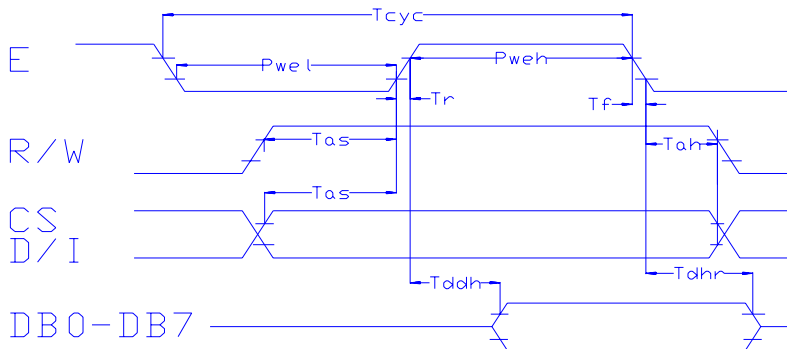 Tcyc
E
Pwel
Pweh
Tr
Tf
R/W
Tas
Tah
Tas
CS
D/I
Tddh
Tdhr
DB0-DB7